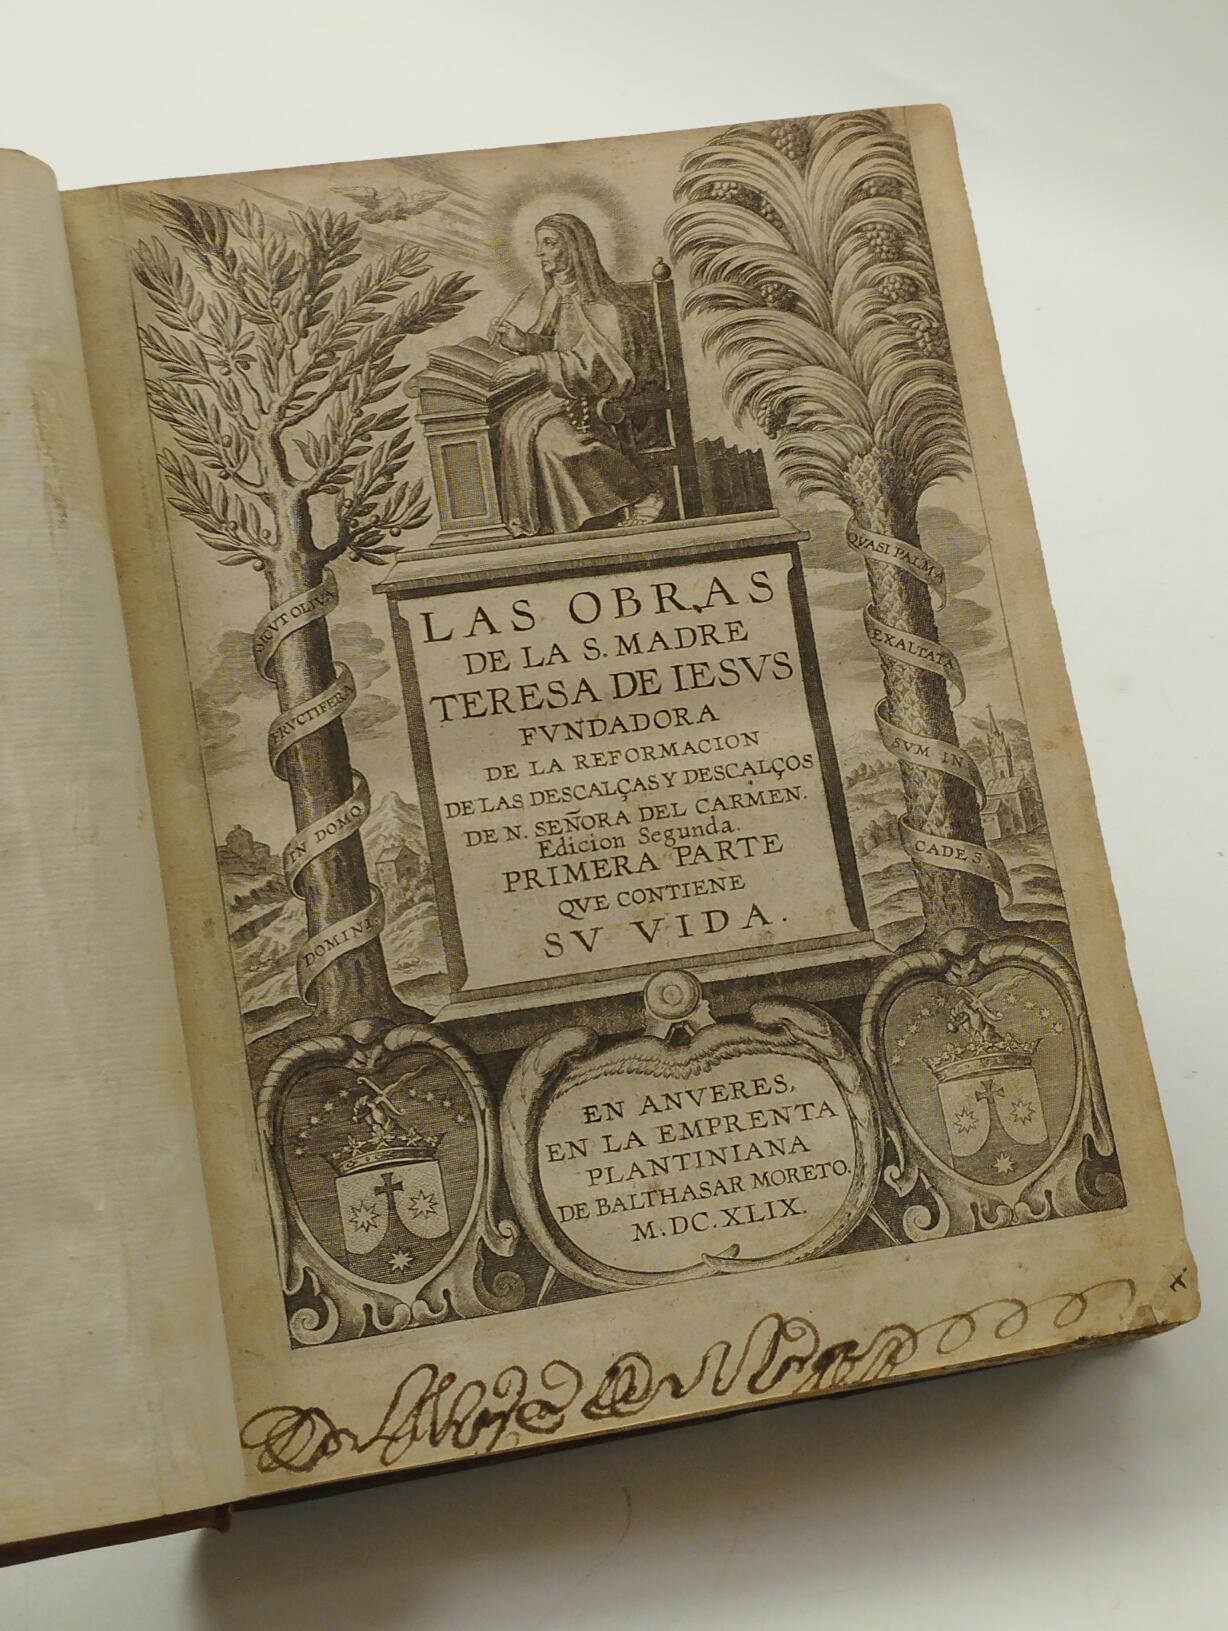 SICVT OLIVA
FRVCTIFERA
IN DOMO
DOMINI.
QVASI PALMA
EXALTATA
SVM IN
CADES.
LAS OBRAS
DE LA S. MADRE
TERESA DE IESVS
FVNDADORA
DE LA REFORMACION
DE LAS DESCALÇAS Y DESCALÇOS
DE N. SEÑORA DEL CARMEN.
Edicion Segunda.
PRIMERA PARTE
QVE CONTIENE
SV VIDA.
EN ANVERES,
EN LA EMPRENTA
PLANTINIANA
DE BALTHASAR MORETO.
M.DC.XLIX.